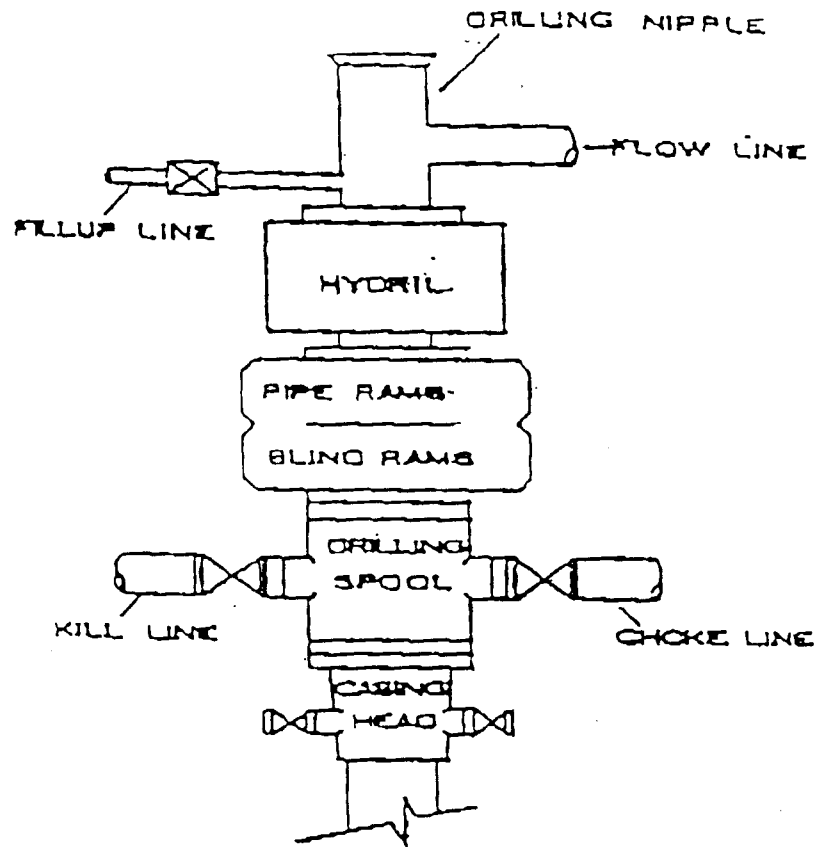 DRILLING NIPPLE
FLOW LINE
FILLUP LINE
HYDRIL
PIPE RAMS
BLIND RAMS
DRILLING
SPOOL
KILL LINE
CHOKE LINE
CASING
HEAD